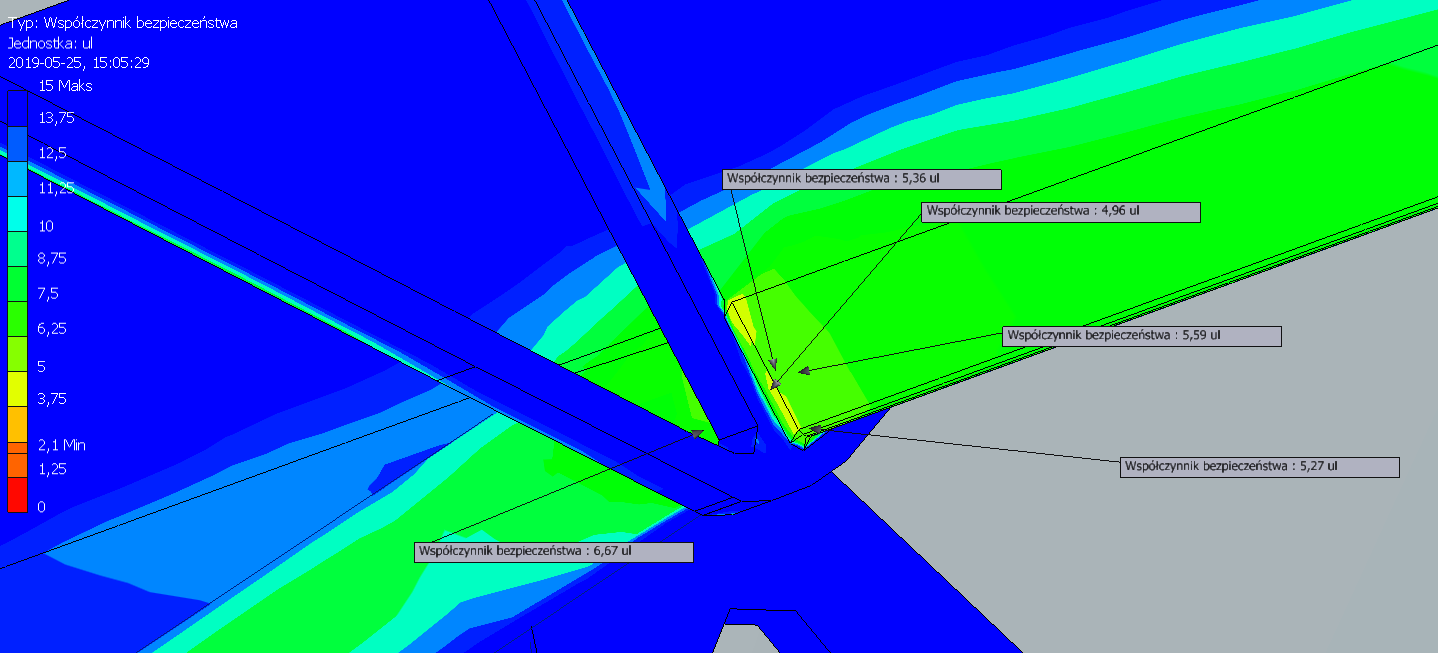 Typ: Współczynnik bezpieczeństwa
Jednostka: ul
2019-05-25, 15:05:29
15 Maks
13,75
12,5
11,25
10
8,75
7,5
6,25
5
3,75
2,1 Min
1,25
0
Współczynnik bezpieczeństwa : 5,36 ul
Współczynnik bezpieczeństwa : 4,96 ul
Współczynnik bezpieczeństwa : 5,59 ul
Współczynnik bezpieczeństwa : 5,27 ul
Współczynnik bezpieczeństwa : 6,67 ul